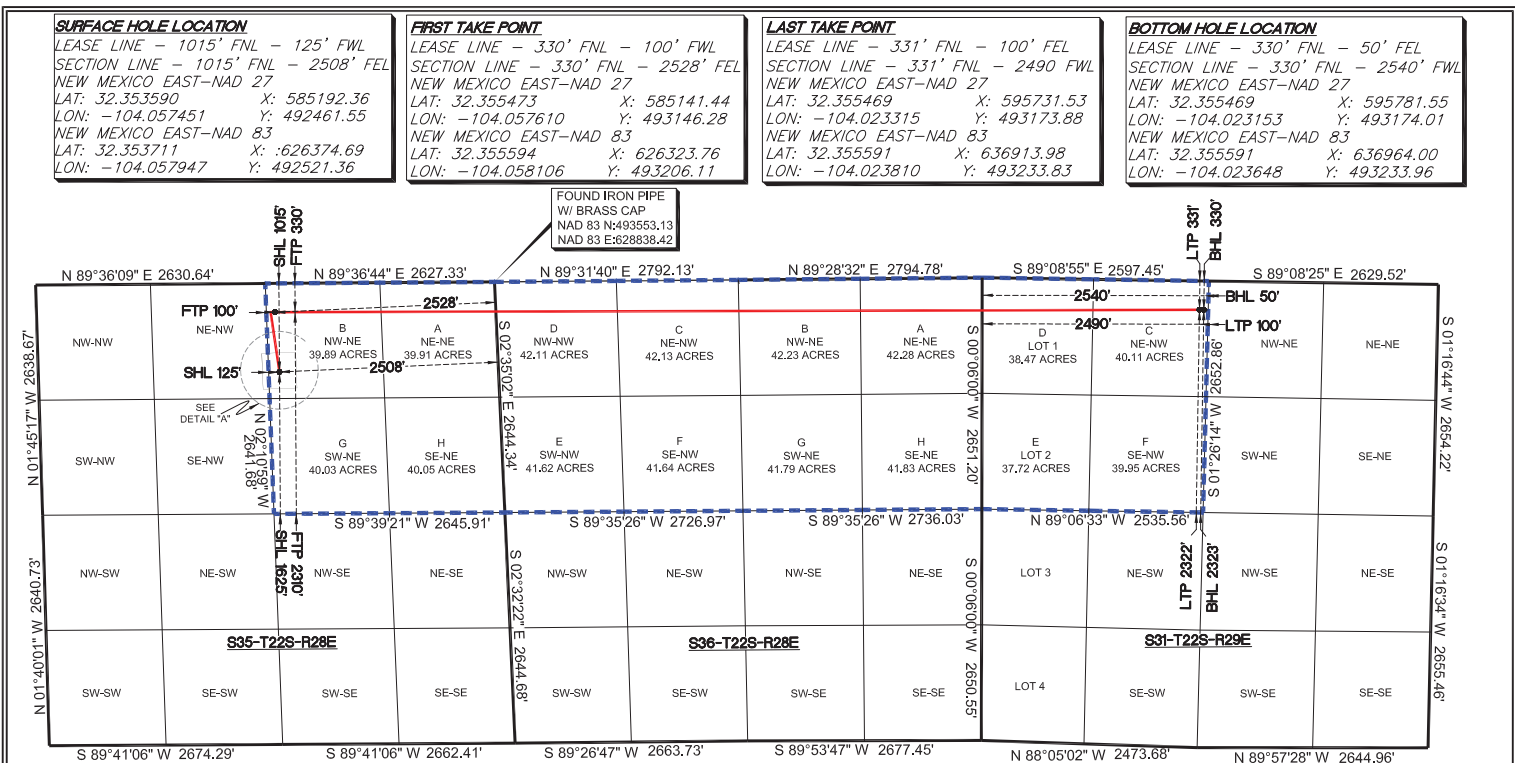 SURFACE HOLE LOCATION
LEASE LINE – 1015' FNL – 125' FWL
SECTION LINE – 1015' FNL – 2508' FEL
NEW MEXICO EAST–NAD 27
LAT: 32.353590 X: 585192.36
LON: –104.057451 Y: 492461.55
NEW MEXICO EAST–NAD 83
LAT: 32.353711 X: :626374.69
LON: –104.057947 Y: 492521.36
FIRST TAKE POINT
LEASE LINE – 330' FNL – 100' FWL
SECTION LINE – 330' FNL – 2528' FEL
NEW MEXICO EAST–NAD 27
LAT: 32.355473 X: 585141.44
LON: –104.057610 Y: 493146.28
NEW MEXICO EAST–NAD 83
LAT: 32.355594 X: 626323.76
LON: –104.058106 Y: 493206.11
LAST TAKE POINT
LEASE LINE – 331' FNL – 100' FEL
SECTION LINE – 331' FNL – 2490 FWL
NEW MEXICO EAST–NAD 27
LAT: 32.355469 X: 595731.53
LON: –104.023315 Y: 493173.88
NEW MEXICO EAST–NAD 83
LAT: 32.355591 X: 636913.98
LON: –104.023810 Y: 493233.83
BOTTOM HOLE LOCATION
LEASE LINE – 330' FNL – 50' FEL
SECTION LINE – 330' FNL – 2540' FWL
NEW MEXICO EAST–NAD 27
LAT: 32.355469 X: 595781.55
LON: –104.023153 Y: 493174.01
NEW MEXICO EAST–NAD 83
LAT: 32.355591 X: 636964.00
LON: –104.023648 Y: 493233.96
FOUND IRON PIPE
W/ BRASS CAP
NAD 83 N:493553.13
NAD 83 E:628838.42
SHL 1015'
FTP 330'
LTP 331'
BHL 330'
N 89°36'09" E 2630.64'
N 89°36'44" E 2627.33'
N 89°31'40" E 2792.13'
N 89°28'32" E 2794.78'
S 89°08'55" E 2597.45'
S 89°08'25" E 2629.52'
FTP 100'
2528'
2540'
BHL 50'
2490'
LTP 100'
SHL 125'
2508'
NW-NW
NE-NW
B
NW-NE
39.89 ACRES
A
NE-NE
39.91 ACRES
D
NW-NW
42.11 ACRES
C
NE-NW
42.13 ACRES
B
NW-NE
42.23 ACRES
A
NE-NE
42.28 ACRES
D
LOT 1
38.47 ACRES
C
NE-NW
40.11 ACRES
NW-NE
NE-NE
N 01°45'17" W 2638.67'
SEE
DETAIL "A"
N 02°10'59" W
2641.68'
S 02°35'02" E 2644.34'
S 00°06'00" W 2651.20'
S 01°26'14" W 2652.86'
S 01°16'44" W 2654.22'
SW-NW
SE-NW
G
SW-NE
40.03 ACRES
H
SE-NE
40.05 ACRES
E
SW-NW
41.62 ACRES
F
SE-NW
41.64 ACRES
G
SW-NE
41.79 ACRES
H
SE-NE
41.83 ACRES
E
LOT 2
37.72 ACRES
F
SE-NW
39.95 ACRES
SW-NE
SE-NE
S 89°39'21" W 2645.91'
S 89°35'26" W 2726.97'
S 89°35'26" W 2736.03'
N 89°06'33" W 2535.56'
SHL 1625'
FTP 2310'
LTP 2322'
BHL 2323'
NW-SW
NE-SW
NW-SE
NE-SE
NW-SW
NE-SW
NW-SE
NE-SE
LOT 3
NE-SW
NW-SE
NE-SE
N 01°40'01" W 2640.73'
S 02°32'22" E 2644.68'
S 00°06'00" W 2650.55'
S 01°16'34" W 2655.46'
S35-T22S-R28E
S36-T22S-R28E
S31-T22S-R29E
SW-SW
SE-SW
SW-SE
SE-SE
SW-SW
SE-SW
SW-SE
SE-SE
LOT 4
SE-SW
SW-SE
SE-SE
S 89°41'06" W 2674.29'
S 89°41'06" W 2662.41'
S 89°26'47" W 2663.73'
S 89°53'47" W 2677.45'
N 88°05'02" W 2473.68'
N 89°57'28" W 2644.96'